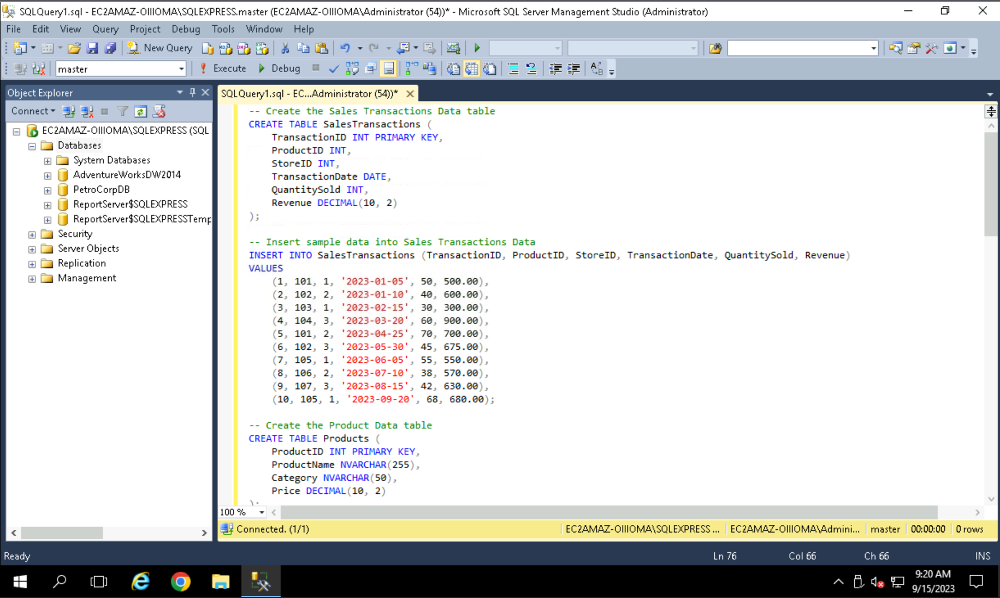 SQLQuery1.sql - EC2AMAZ-OIIIOMA\SQLEXPRESS.master (EC2AMAZ-OIIIOMA\Administrator (54))* - Microsoft SQL Server Management Studio (Administrator)
File Edit View Query Project Debug Tools Window Help
New Query
master Execute Debug
Object Explorer
Connect
EC2AMAZ-OIIIOMA\SQLEXPRESS (SQL
Databases
System Databases
AdventureWorksDW2014
PetroCorpDB
ReportServer$SQLEXPRESS
ReportServer$SQLEXPRESSTemp
Security
Server Objects
Replication
Management
SQLQuery1.sql - EC...Administrator (54))*
-- Create the Sales Transactions Data table
CREATE TABLE SalesTransactions (
TransactionID INT PRIMARY KEY,
ProductID INT,
StoreID INT,
TransactionDate DATE,
QuantitySold INT,
Revenue DECIMAL(10, 2)
);
-- Insert sample data into Sales Transactions Data
INSERT INTO SalesTransactions (TransactionID, ProductID, StoreID, TransactionDate, QuantitySold, Revenue)
VALUES
(1, 101, 1, '2023-01-05', 50, 500.00),
(2, 102, 2, '2023-01-10', 40, 600.00),
(3, 103, 1, '2023-02-15', 30, 300.00),
(4, 104, 3, '2023-03-20', 60, 900.00),
(5, 101, 2, '2023-04-25', 70, 700.00),
(6, 102, 3, '2023-05-30', 45, 675.00),
(7, 105, 1, '2023-06-05', 55, 550.00),
(8, 106, 2, '2023-07-10', 38, 570.00),
(9, 107, 3, '2023-08-15', 42, 630.00),
(10, 105, 1, '2023-09-20', 68, 680.00);
-- Create the Product Data table
CREATE TABLE Products (
ProductID INT PRIMARY KEY,
ProductName NVARCHAR(255),
Category NVARCHAR(50),
Price DECIMAL(10, 2)
);
100 %
Connected. (1/1) EC2AMAZ-OIIIOMA\SQLEXPRESS ... EC2AMAZ-OIIIOMA\Admini... master 00:00:00 0 rows
Ready Ln 76 Col 66 Ch 66 INS
9:20 AM
9/15/2023